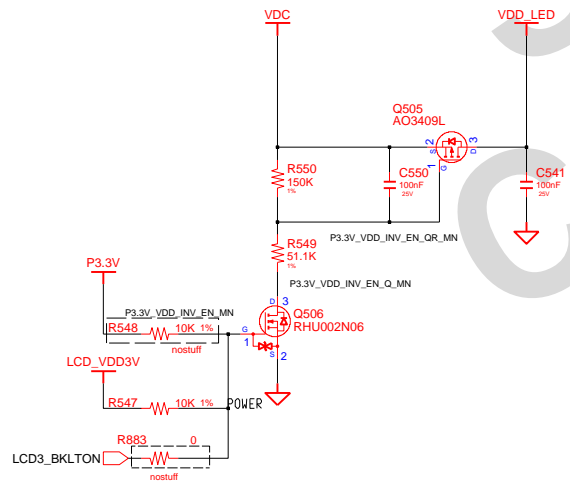 VDC
VDD_LED
Q505
AO3409L
2
3
S
D
1
G
R550
150K
1%
C550
100nF
25V
C541
100nF
25V
P3.3V_VDD_INV_EN_QR_MN
R549
51.1K
1%
P3.3V
P3.3V_VDD_INV_EN_Q_MN
D
3
P3.3V_VDD_INV_EN_MN
Q506
RHU002N06
R548
10K
1%
G
1
S
2
nostuff
LCD_VDD3V
R547
10K
1%
POWER
R883
0
LCD3_BKLTON
nostuff